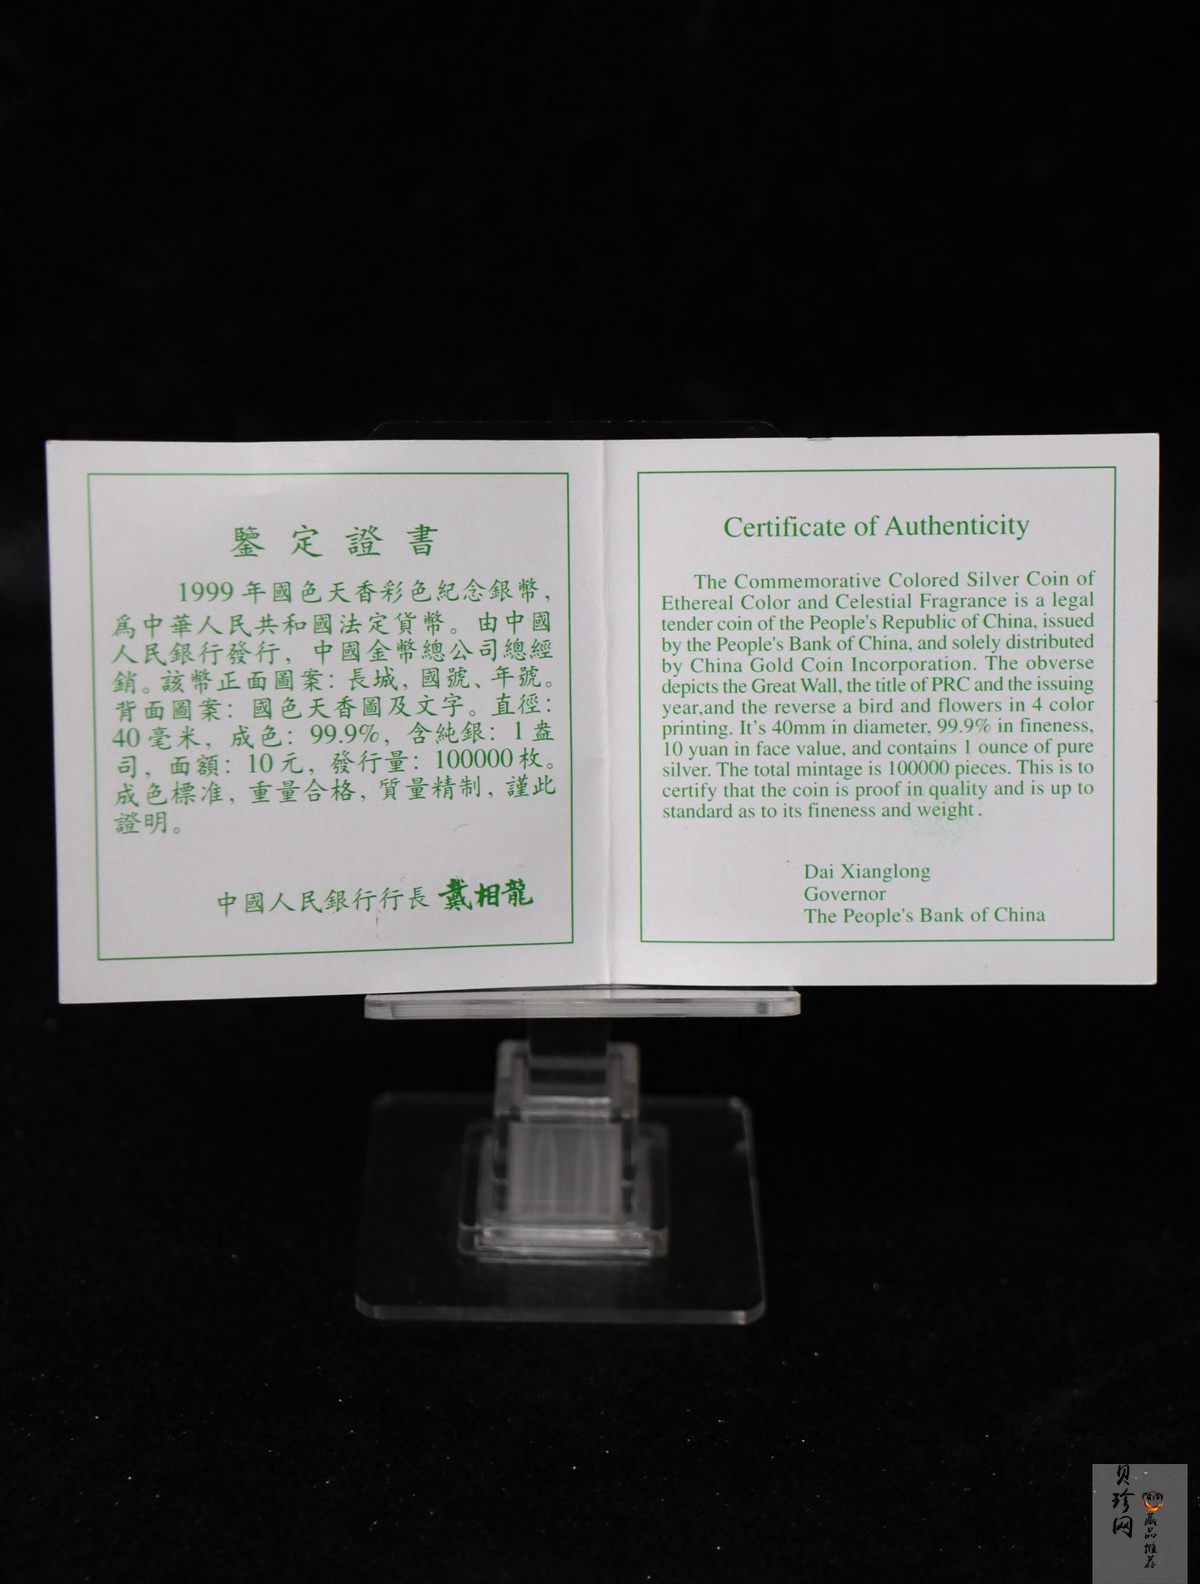 鑒定證書
1999年國色天香彩色紀念銀幣,
爲中華人民共和國法定貨幣。由中國
人民銀行發行, 中國金幣總公司總經
銷。該幣正面圖案: 長城, 國號、年號。
背面圖案: 國色天香圖及文字。直徑:
40毫米, 成色: 99.9%, 含純銀: 1盎
司, 面額: 10元, 發行量: 100000枚。
成色標准, 重量合格, 質量精制, 謹此
證明。
中國人民銀行行長 戴相龍
Certificate of Authenticity
The Commemorative Colored Silver Coin of
Ethereal Color and Celestial Fragrance is a legal
tender coin of the People's Republic of China, issued
by the People's Bank of China, and solely distributed
by China Gold Coin Incorporation. The obverse
depicts the Great Wall, the title of PRC and the issuing
year,and the reverse a bird and flowers in 4 color
printing. It's 40mm in diameter, 99.9% in fineness,
10 yuan in face value, and contains 1 ounce of pure
silver. The total mintage is 100000 pieces. This is to
certify that the coin is proof in quality and is up to
standard as to its fineness and weight .
Dai Xianglong
Governor
The People's Bank of China
贝珍网
藏品推荐